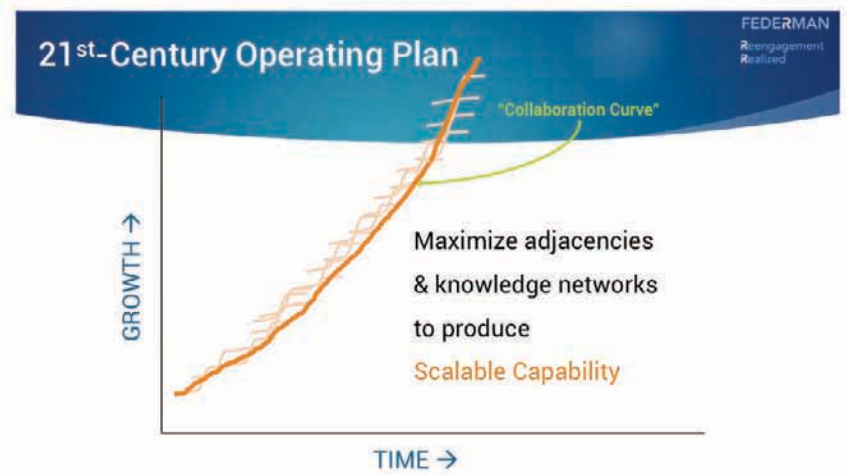 21st-Century Operating Plan
FEDERMAN
Reengagement
Realized
"Collaboration Curve"
GROWTH →
Maximize adjacencies
& knowledge networks
to produce
Scalable Capability
TIME →